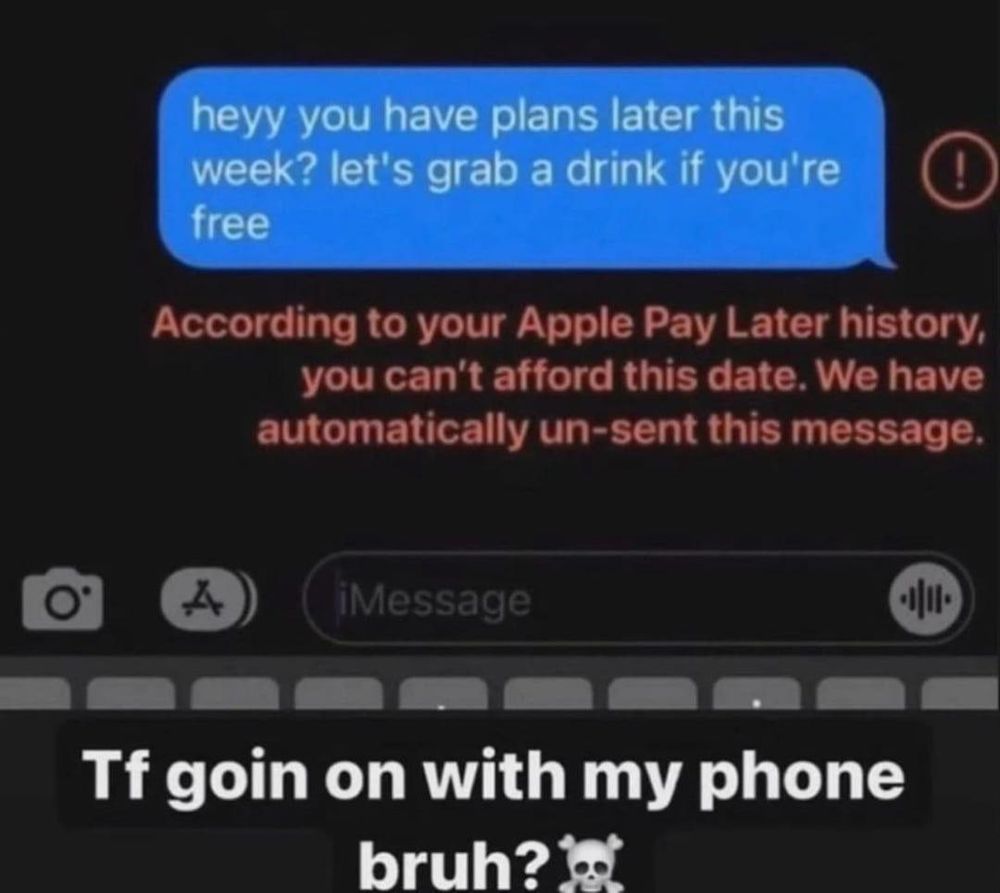 heyy you have plans later this
week? let's grab a drink if you're
free
According to your Apple Pay Later history,
you can't afford this date. We have
automatically un-sent this message.
iMessage
Tf goin on with my phone
bruh?☠️